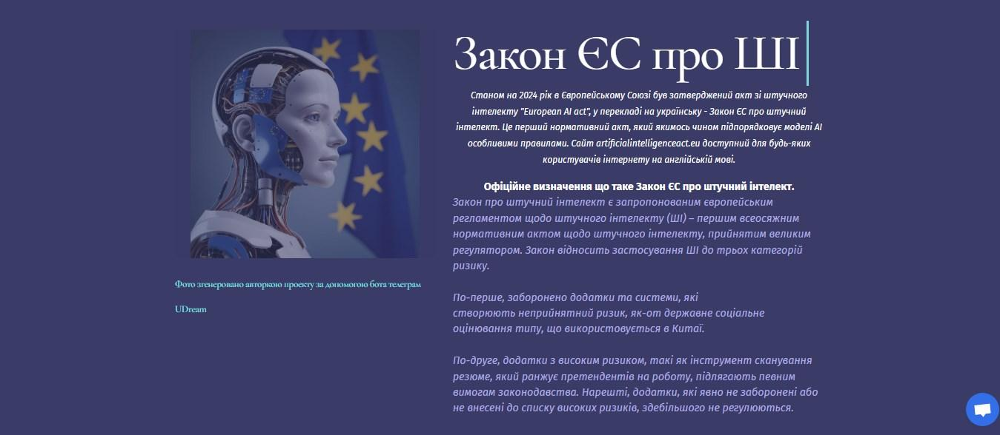 Закон ЄС про ШІ
Станом на 2024 рік в Європейському Союзі був затверджений акт зі штучного
інтелекту "European AI act", у перекладі на українську - Закон ЄС про штучний
інтелект. Це перший нормативний акт, який якимось чином підпорядковує моделі АІ
особливими правилами. Сайт artificialintelligenceact.eu доступний для будь-яких
користувачів інтернету на англійській мові.
Офіційне визначення що таке Закон ЄС про штучний інтелект.
Закон про штучний інтелект є запропонованим європейським
регламентом щодо штучного інтелекту (ШІ) – першим всеосяжним
нормативним актом щодо штучного інтелекту, прийнятим великим
регулятором. Закон відносить застосування ШІ до трьох категорій
ризику.
По-перше, заборонено додатки та системи, які
створюють неприйнятний ризик, як-от державне соціальне
оцінювання типу, що використовується в Китаї.
По-друге, додатки з високим ризиком, такі як інструмент сканування
резюме, який ранжує претендентів на роботу, підлягають певним
вимогам законодавства. Нарешті, додатки, які явно не заборонені або
не внесені до списку високих ризиків, здебільшого не регулюються.
Фото згенеровано авторкою проекту за допомогою бота телеграм
UDream